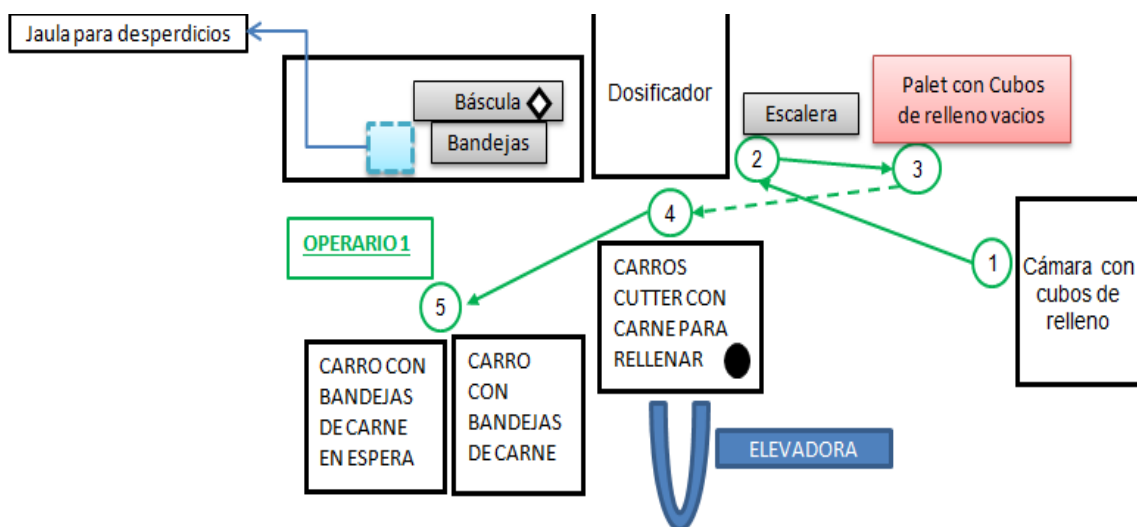 Jaula para desperdicios
Báscula
Bandejas
Dosificador
Escalera
Palet con Cubos
de relleno vacios
2
3
4
1
OPERARIO 1
5
Cámara con
cubos de
relleno
CARROS
CUTTER CON
CARNE PARA
RELLENAR
CARRO CON
BANDEJAS
DE CARNE
EN ESPERA
CARRO
CON
BANDEJAS
DE CARNE
ELEVADORA